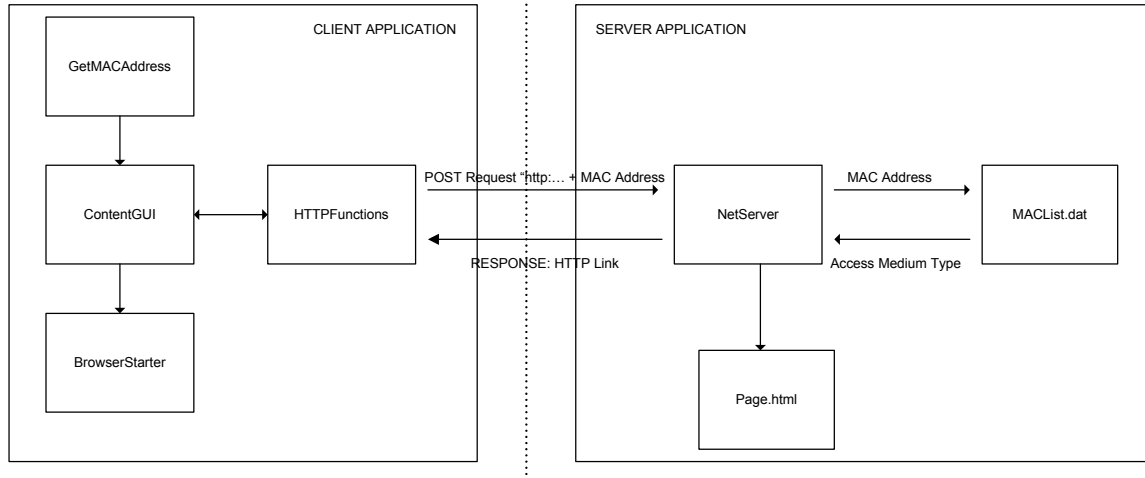 CLIENT APPLICATION
SERVER APPLICATION
GetMACAddress
ContentGUI
HTTPFunctions
POST Request “http:… + MAC Address
NetServer
MAC Address
MACList.dat
RESPONSE: HTTP Link
Access Medium Type
BrowserStarter
Page.html